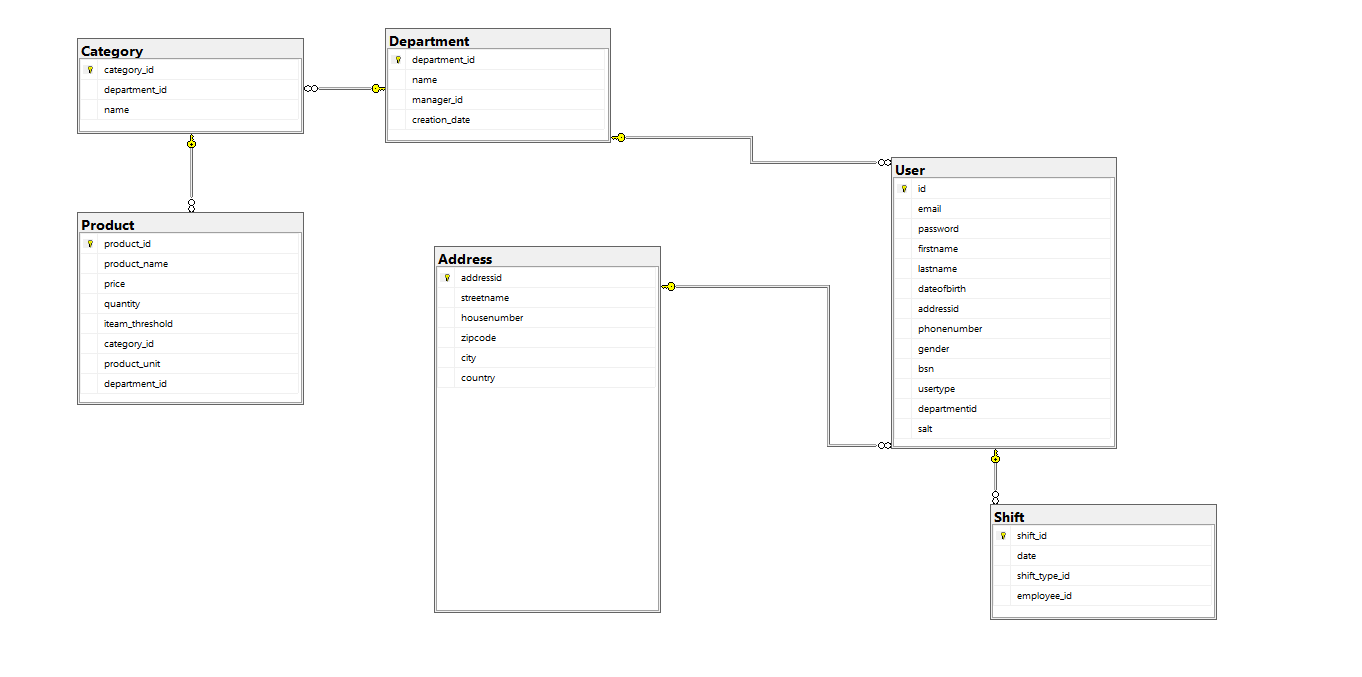 Category
category_id
department_id
name
Department
department_id
name
manager_id
creation_date
User
id
email
password
firstname
lastname
dateofbirth
addressid
phonenumber
gender
bsn
usertype
departmentid
salt
Product
product_id
product_name
price
quantity
iteam_threshold
category_id
product_unit
department_id
Address
addressid
streetname
housenumber
zipcode
city
country
Shift
shift_id
date
shift_type_id
employee_id